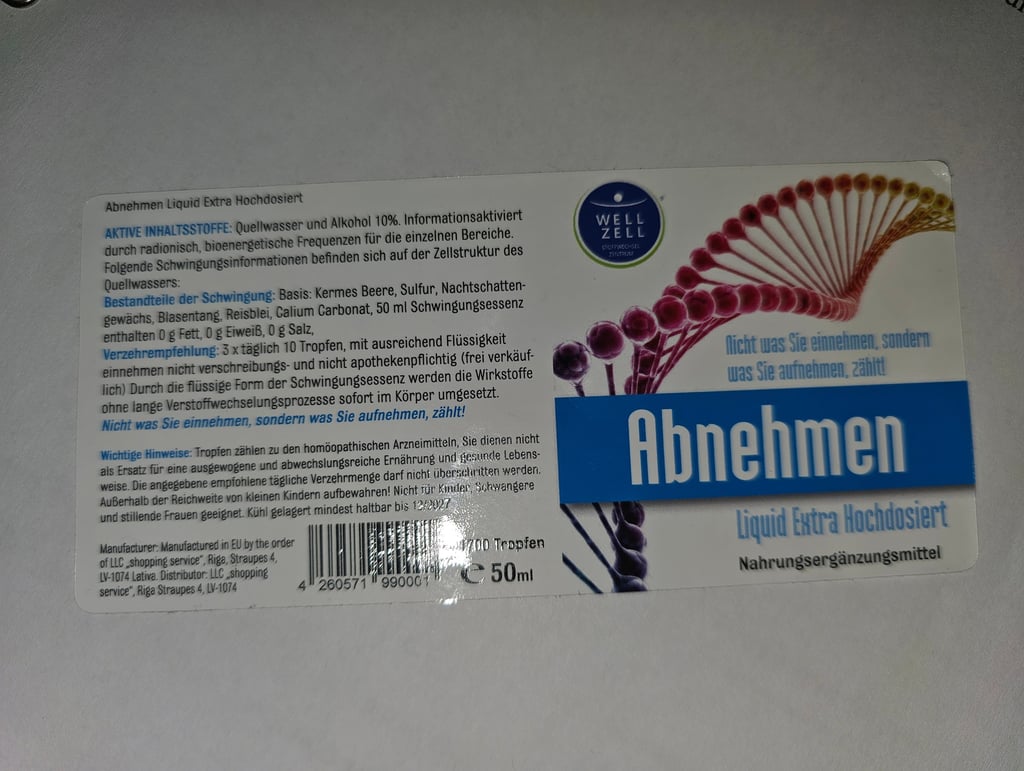 Abnehmen Liquid Extra Hochdosiert
AKTIVE INHALTSSTOFFE: Quellwasser und Alkohol 10%. Informationsaktiviert
durch radionisch, bioenergetische Frequenzen für die einzelnen Bereiche.
Folgende Schwingungsinformationen befinden sich auf der Zellstruktur des
Quellwassers:
Bestandteile der Schwingung: Basis: Kermes Beere, Sulfur, Nachtschatten-
gewächs, Blasentang, Reisblei, Calium Carbonat, 50 ml Schwingungsessenz
enthalten 0 g Fett, 0 g Eiweiß, 0 g Salz,
Verzehrempfehlung: 3 x täglich 10 Tropfen, mit ausreichend Flüssigkeit
einnehmen nicht verschreibungs- und nicht apothekenpflichtig (frei verkäuf-
lich) Durch die flüssige Form der Schwingungsessenz werden die Wirkstoffe
ohne lange Verstoffwechselungsprozesse sofort im Körper umgesetzt.
Nicht was Sie einnehmen, sondern was Sie aufnehmen, zählt!
Wichtige Hinweise: Tropfen zählen zu den homöopathischen Arzneimitteln, Sie dienen nicht
als Ersatz für eine ausgewogene und abwechslungsreiche Ernährung und gesunde Lebens-
weise. Die angegebene empfohlene tägliche Verzehrmenge darf nicht überschritten werden.
Außerhalb der Reichweite von kleinen Kindern aufbewahren! Nicht für Kinder, Schwangere
und stillende Frauen geeignet. Kühl gelagert mindest haltbar bis 12/2027
Manufacturer: Manufactured in EU by the order
of LLC „shopping service", Riga, Straupes 4,
LV-1074 Lativa. Distributor: LLC „shopping
service", Riga Straupes 4, LV-1074
4 260571 990001
1700 Tropfen
℮ 50ml
WELL
ZELL
STOFFWECHSEL
ZENTRUM
Nicht was Sie einnehmen, sondern
was Sie aufnehmen, zählt!
Abnehmen
Liquid Extra Hochdosiert
Nahrungsergänzungsmittel